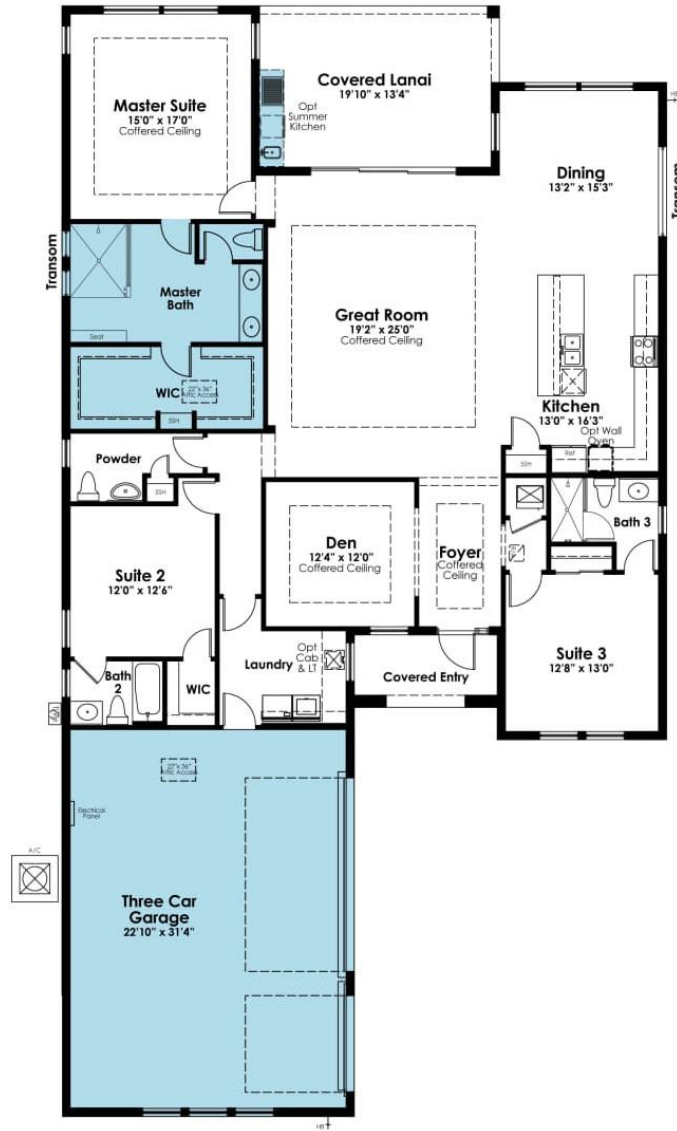 Master Suite
15'0" x 17'0"
Coffered Ceiling
Covered Lanai
19'10" x 13'4"
Opt
Summer
Kitchen
Dining
13'2" x 15'3"
Transom
Transom
Master
Bath
Seat
Great Room
19'2" x 25'0"
Coffered Ceiling
WIC
22"x 36"
Attic Access
5SH
Kitchen
13'0" x 16'3"
Opt Wall
Oven
Ref
5SH
Powder
5SH
Den
12'4" x 12'0"
Coffered Ceiling
Foyer
Coffered
Ceiling
Bath 3
Suite 2
12'0" x 12'6"
Suite 3
12'8" x 13'0"
Laundry
Opt
Cab
& LT
Covered Entry
Bath
2
WIC
22"x 36"
Attic Access
Electrical
Panel
A/C
Three Car
Garage
22'10" x 31'4"
HB